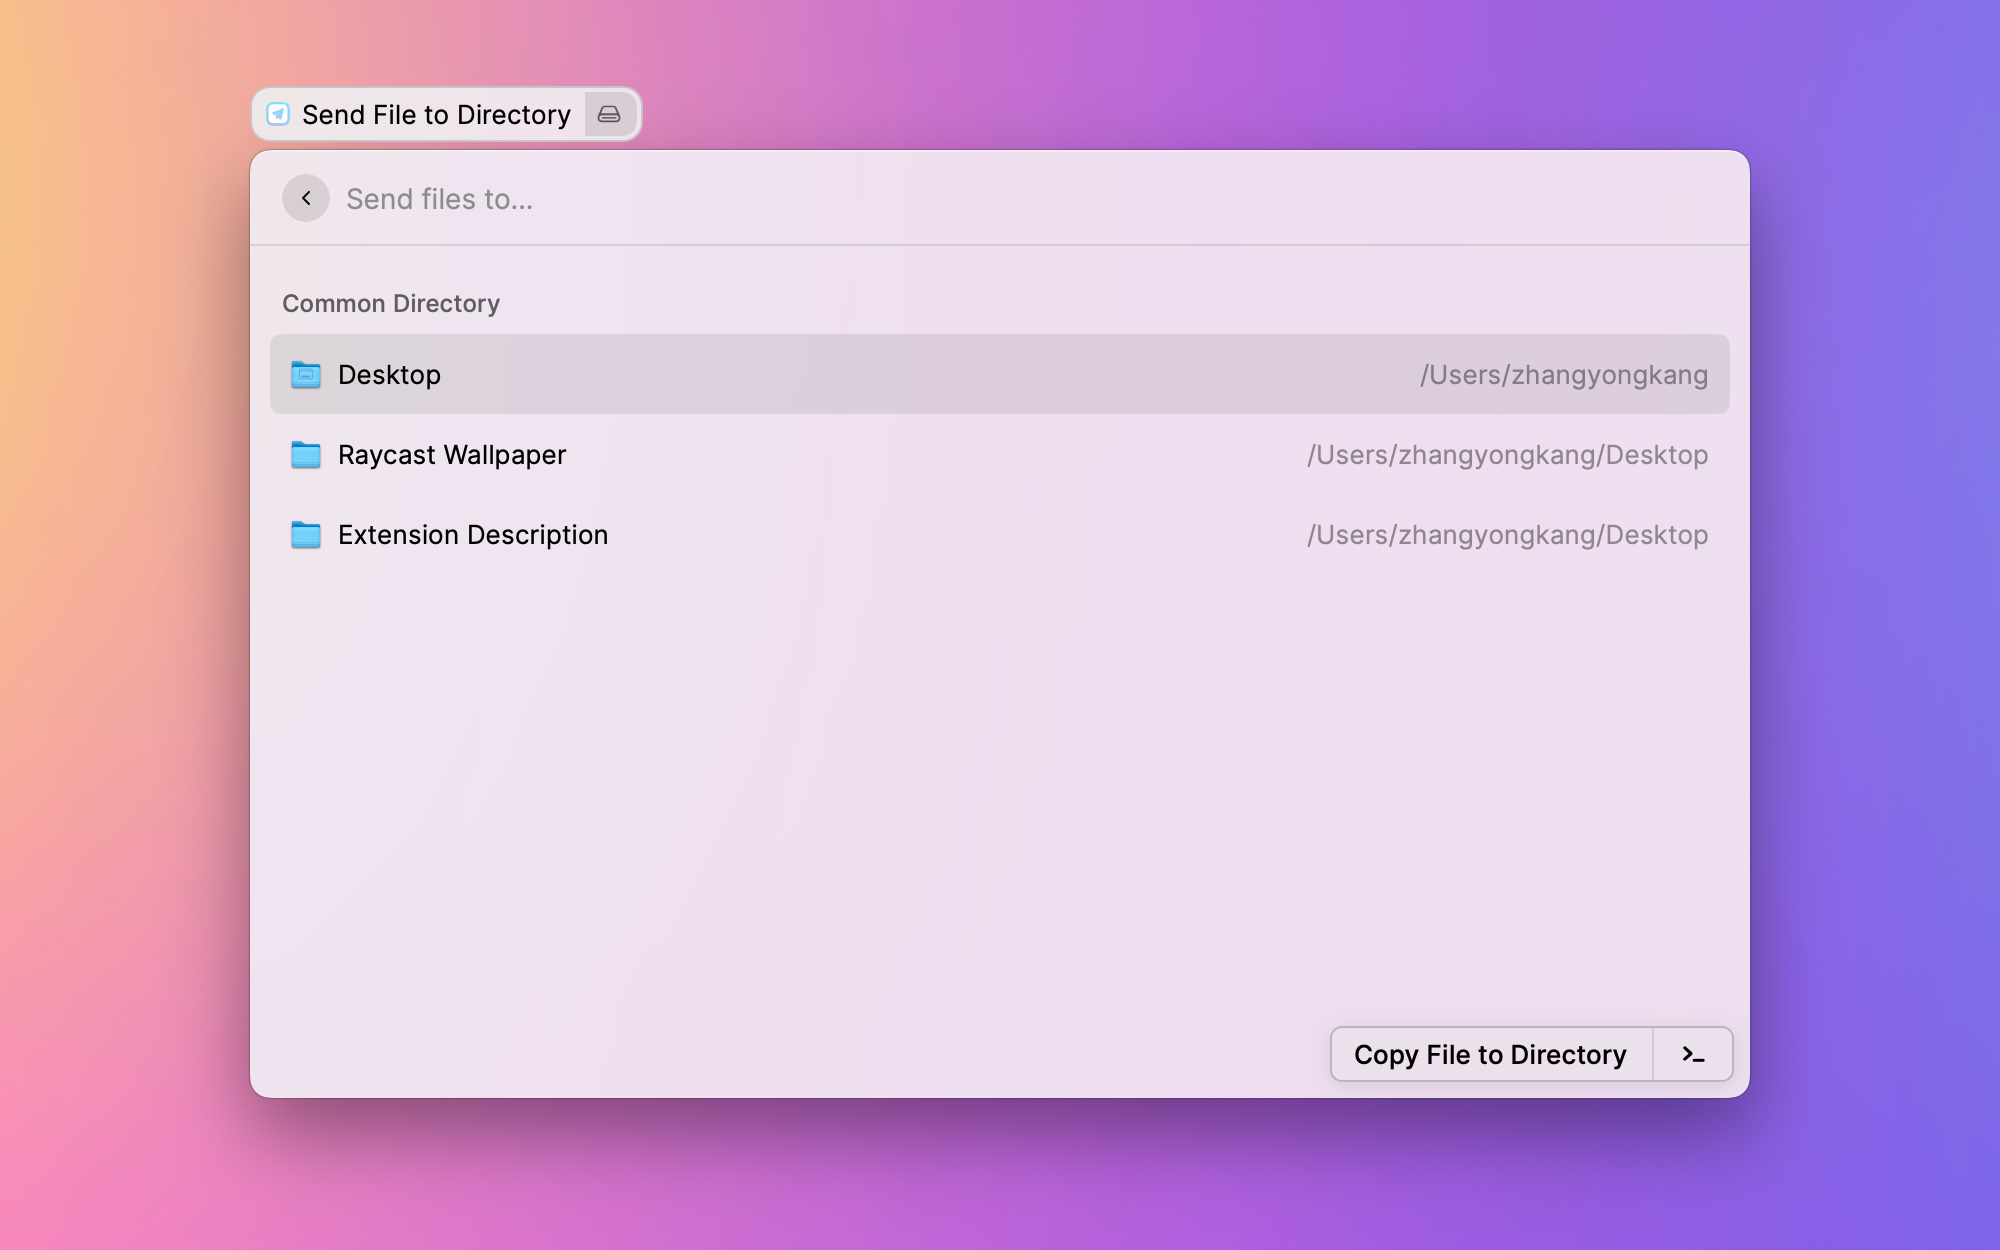 Send File to Directory
Send files to...
Common Directory
Desktop /Users/zhangyongkang
Raycast Wallpaper /Users/zhangyongkang/Desktop
Extension Description /Users/zhangyongkang/Desktop
Copy File to Directory